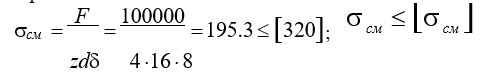 σсм = F/zdδ = 100000/4·16·8 = 195.3 ≤ [320]; σсм ≤ ⌊σсм⌋